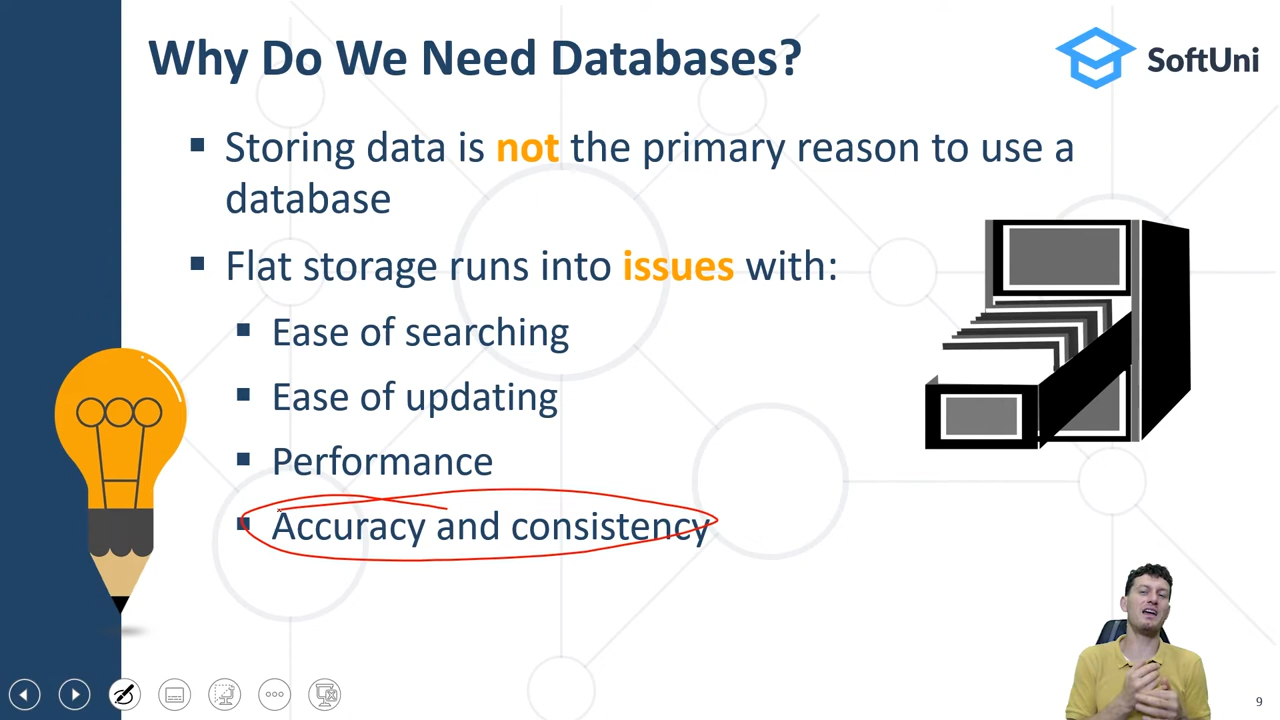 Why Do We Need Databases?
SoftUni
▪ Storing data is not the primary reason to use a
database
▪ Flat storage runs into issues with:
▪ Ease of searching
▪ Ease of updating
▪ Performance
▪ Accuracy and consistency
9